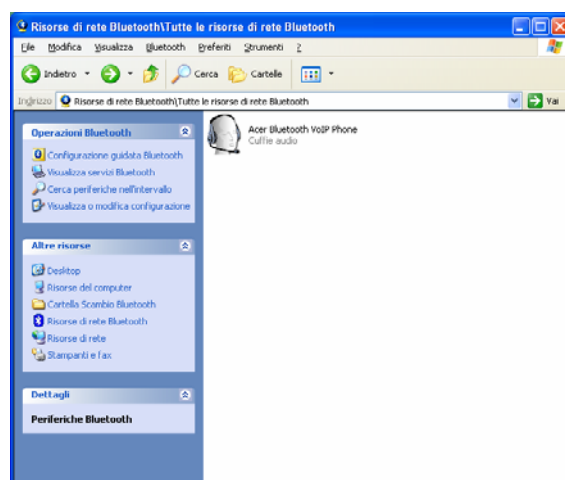 Risorse di rete Bluetooth\Tutte le risorse di rete Bluetooth
File Modifica Visualizza Bluetooth Preferiti Strumenti ?
Indietro Cerca Cartelle
Indirizzo Risorse di rete Bluetooth\Tutte le risorse di rete Bluetooth Vai
Operazioni Bluetooth
Configurazione guidata Bluetooth
Visualizza servizi Bluetooth
Cerca periferiche nell'intervallo
Visualizza o modifica configurazione
Altre risorse
Desktop
Risorse del computer
Cartella Scambio Bluetooth
Risorse di rete Bluetooth
Risorse di rete
Stampanti e fax
Dettagli
Periferiche Bluetooth
Acer Bluetooth VoIP Phone
Cuffie audio